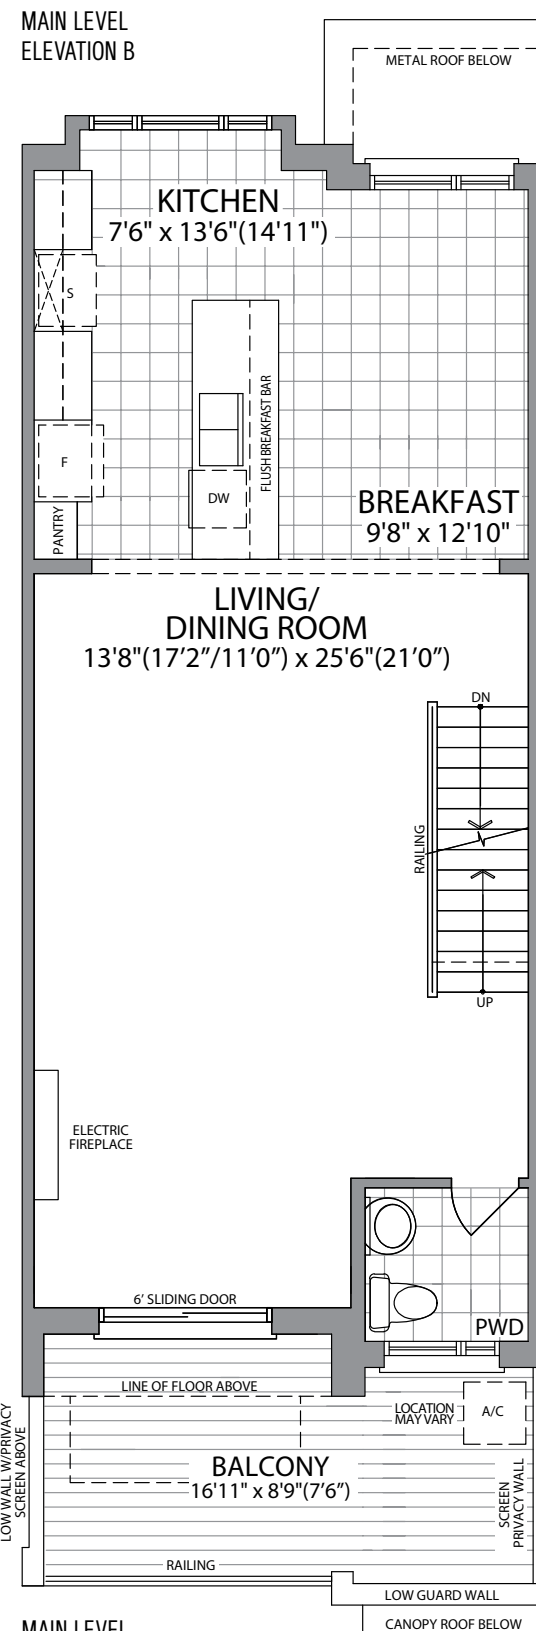 MAIN LEVEL
ELEVATION B
METAL ROOF BELOW
KITCHEN
7'6" x 13'6"(14'11")
S
FLUSH BREAKFAST BAR
F
DW
PANTRY
BREAKFAST
9'8" x 12'10"
LIVING/
DINING ROOM
13'8"(17'2"/11'0") x 25'6"(21'0")
DN
RAILING
UP
ELECTRIC
FIREPLACE
6' SLIDING DOOR
PWD
LINE OF FLOOR ABOVE
LOCATION
MAY VARY
A/C
LOW WALL W/PRIVACY
SCREEN ABOVE
BALCONY
16'11" x 8'9"(7'6")
SCREEN
PRIVACY WALL
RAILING
LOW GUARD WALL
MAIN LEVEL
CANOPY ROOF BELOW